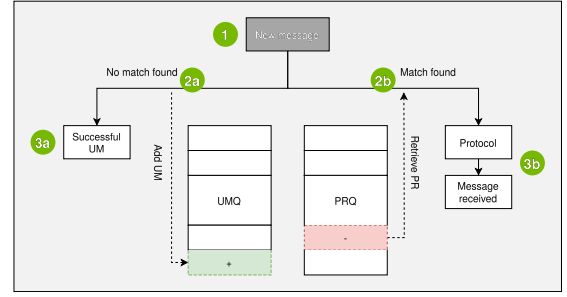 1
New message
No match found
2a
2b
Match found
3a
Successful
UM
Add UM
UMQ
+
PRQ
-
Retrieve PR
Protocol
3b
Message
received